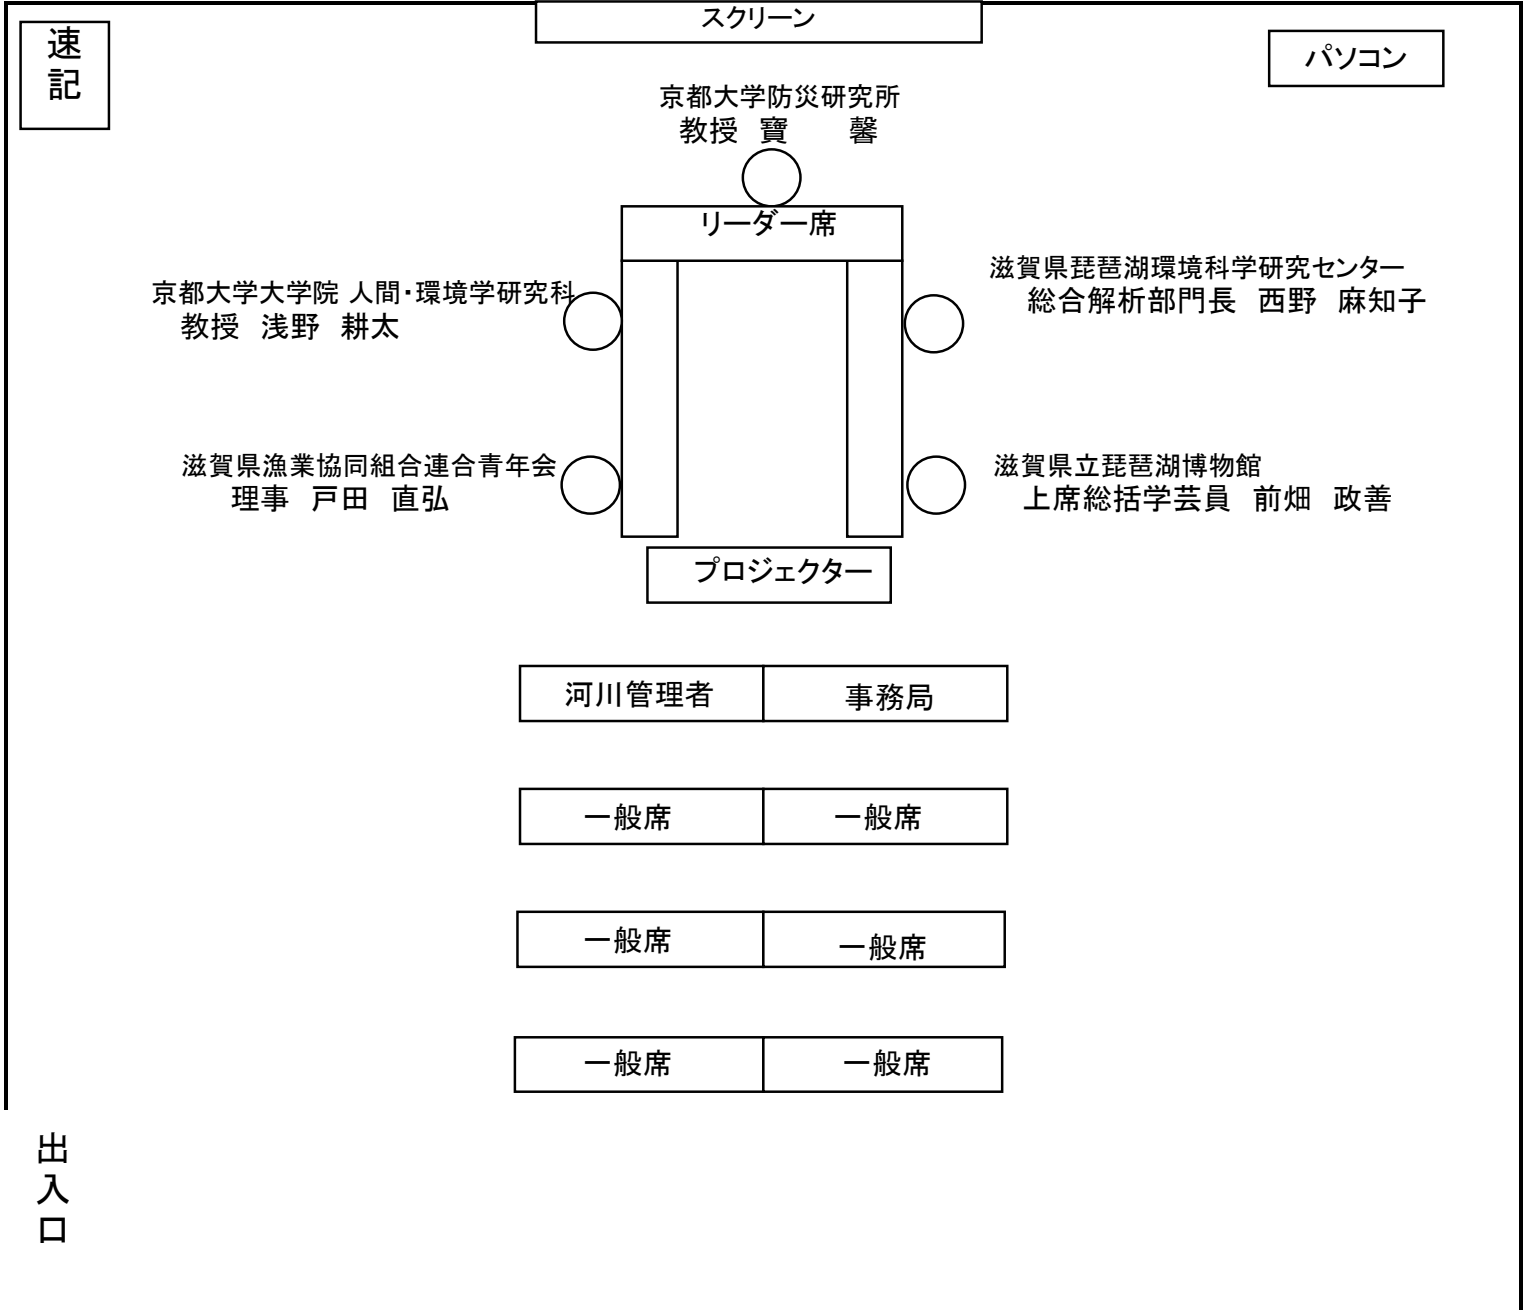 スクリーン
速
記
パソコン
京都大学防災研究所
教授　寶　　馨
リーダー席
滋賀県琵琶湖環境科学研究センター
総合解析部門長　西野　麻知子
京都大学大学院 人間・環境学研究科
教授　浅野　耕太
滋賀県漁業協同組合連合青年会
理事　戸田　直弘
滋賀県立琵琶湖博物館
上席総括学芸員　前畑　政善
プロジェクター
河川管理者　事務局
一般席　一般席
一般席　一般席
一般席　一般席
出
入
口